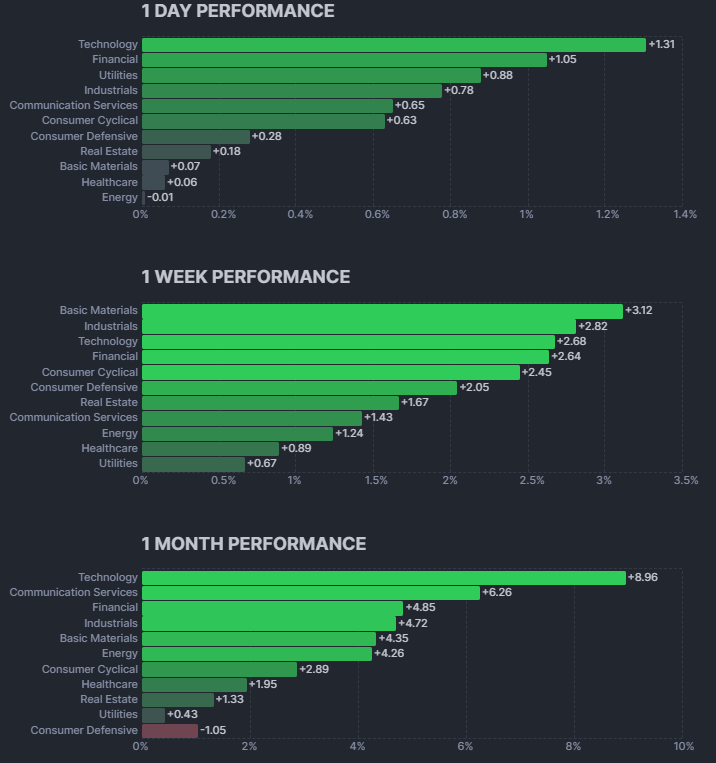 1 DAY PERFORMANCE
Technology +1.31
Financial +1.05
Utilities +0.88
Industrials +0.78
Communication Services +0.65
Consumer Cyclical +0.63
Consumer Defensive +0.28
Real Estate +0.18
Basic Materials +0.07
Healthcare +0.06
Energy -0.01
0% 0.2% 0.4% 0.6% 0.8% 1% 1.2% 1.4%
1 WEEK PERFORMANCE
Basic Materials +3.12
Industrials +2.82
Technology +2.68
Financial +2.64
Consumer Cyclical +2.45
Consumer Defensive +2.05
Real Estate +1.67
Communication Services +1.43
Energy +1.24
Healthcare +0.89
Utilities +0.67
0% 0.5% 1% 1.5% 2% 2.5% 3% 3.5%
1 MONTH PERFORMANCE
Technology +8.96
Communication Services +6.26
Financial +4.85
Industrials +4.72
Basic Materials +4.35
Energy +4.26
Consumer Cyclical +2.89
Healthcare +1.95
Real Estate +1.33
Utilities +0.43
Consumer Defensive -1.05
0% 2% 4% 6% 8% 10%